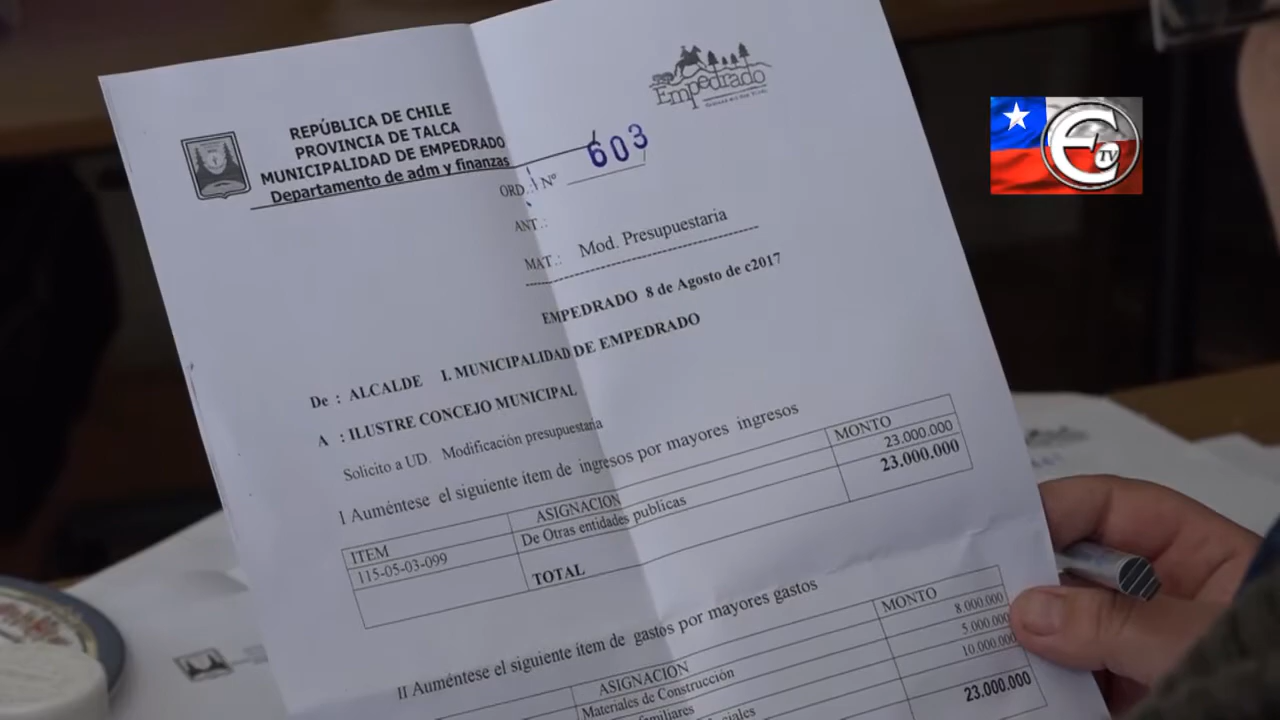 REPÚBLICA DE CHILE
PROVINCIA DE TALCA
MUNICIPALIDAD DE EMPEDRADO
Departamento de adm y finanzas
Empedrado
ORD.: Nº 603
ANT.:
MAT.: Mod. Presupuestaria
EMPEDRADO 8 de Agosto de c2017
De : ALCALDE I. MUNICIPALIDAD DE EMPEDRADO
A : ILUSTRE CONCEJO MUNICIPAL
Solicito a UD. Modificación presupuestaria
I Auméntese el siguiente ítem de ingresos por mayores ingresos
ITEM ASIGNACION MONTO
115-05-03-099 De Otras entidades publicas 23.000.000
TOTAL 23.000.000
II Auméntese el siguiente ítem de gastos por mayores gastos
ASIGNACION MONTO
Materiales de Construcción 8.000.000
5.000.000
10.000.000
23.000.000
TV